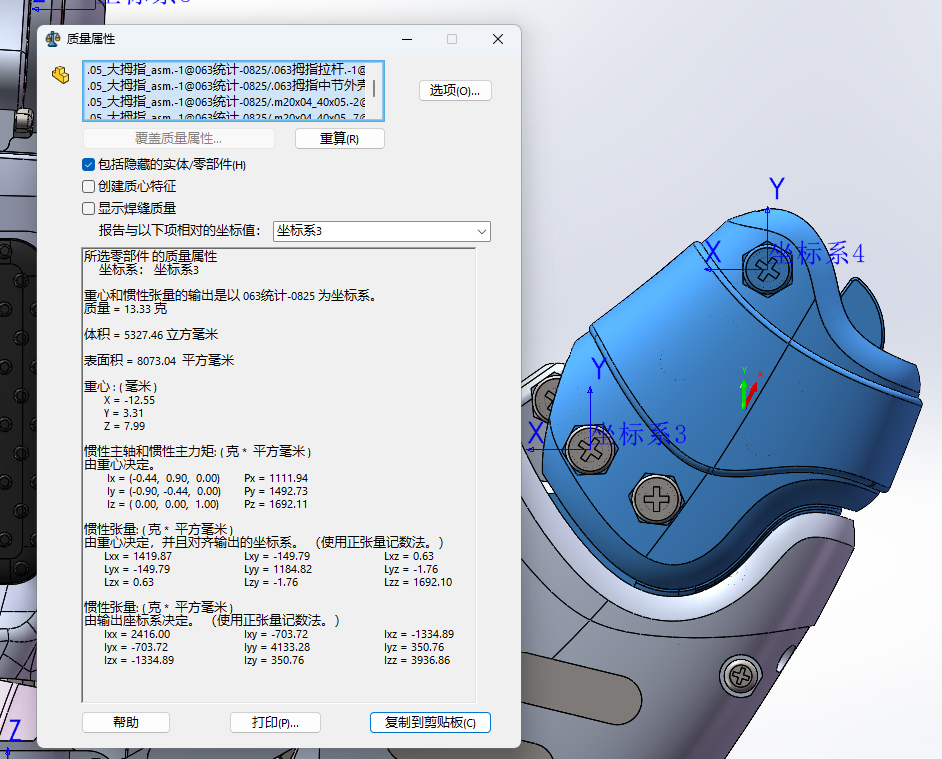 质量属性
.05_大拇指_asm.-1@063统计-0825/.063拇指拉杆.-1@
.05_大拇指_asm.-1@063统计-0825/.063拇指中节外壳
.05_大拇指_asm.-1@063统计-0825/.m20x04_40x05.-2@
选项(O)...
覆盖质量属性...
重算(R)
包括隐藏的实体/零部件(H)
创建质心特征
显示焊缝质量
报告与以下项相对的坐标值: 坐标系3
所选零部件 的质量属性
坐标系: 坐标系3
重心和惯性张量的输出是以 063统计-0825 为坐标系。
质量 = 13.33 克
体积 = 5327.46 立方毫米
表面积 = 8073.04 平方毫米
重心 : ( 毫米 )
X = -12.55
Y = 3.31
Z = 7.99
惯性主轴和惯性主力矩: ( 克 * 平方毫米 )
由重心决定。
Ix = (-0.44, 0.90, 0.00) Px = 1111.94
Iy = (-0.90, -0.44, 0.00) Py = 1492.73
Iz = ( 0.00, 0.00, 1.00) Pz = 1692.11
惯性张量: ( 克 * 平方毫米 )
由重心决定，并且对齐输出的坐标系。 （使用正张量记数法。）
Lxx = 1419.87 Lxy = -149.79 Lxz = 0.63
Lyx = -149.79 Lyy = 1184.82 Lyz = -1.76
Lzx = 0.63 Lzy = -1.76 Lzz = 1692.10
惯性张量: ( 克 * 平方毫米 )
由输出座标系决定。 （使用正张量记数法。）
Ixx = 2416.00 Ixy = -703.72 Ixz = -1334.89
Iyx = -703.72 Iyy = 4133.28 Iyz = 350.76
Izx = -1334.89 Izy = 350.76 Izz = 3936.86
帮助
打印(P)...
复制到剪贴板(C)
Y
X
坐标系4
Y
X
坐标系3
Y
X
Z